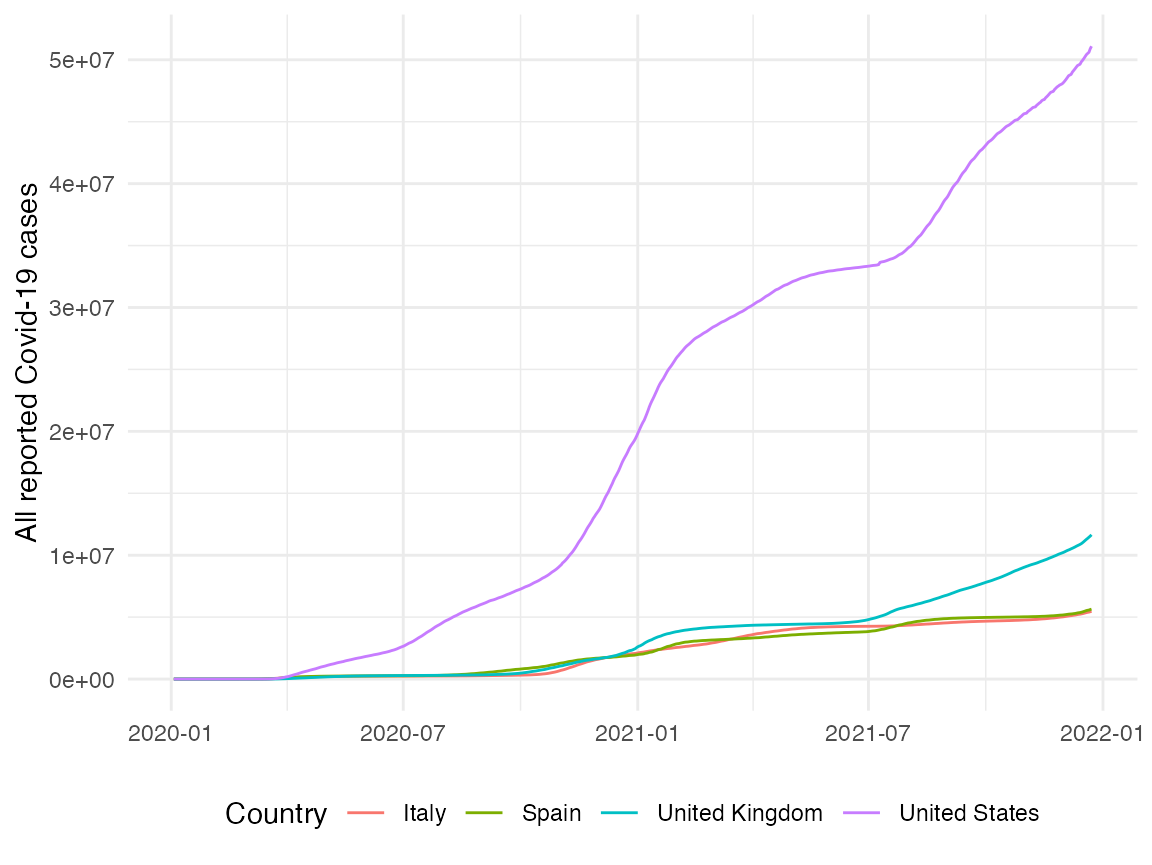 All reported Covid-19 cases
5e+07
4e+07
3e+07
2e+07
1e+07
0e+00
2020-01 2020-07 2021-01 2021-07 2022-01
Country Italy Spain United Kingdom United States